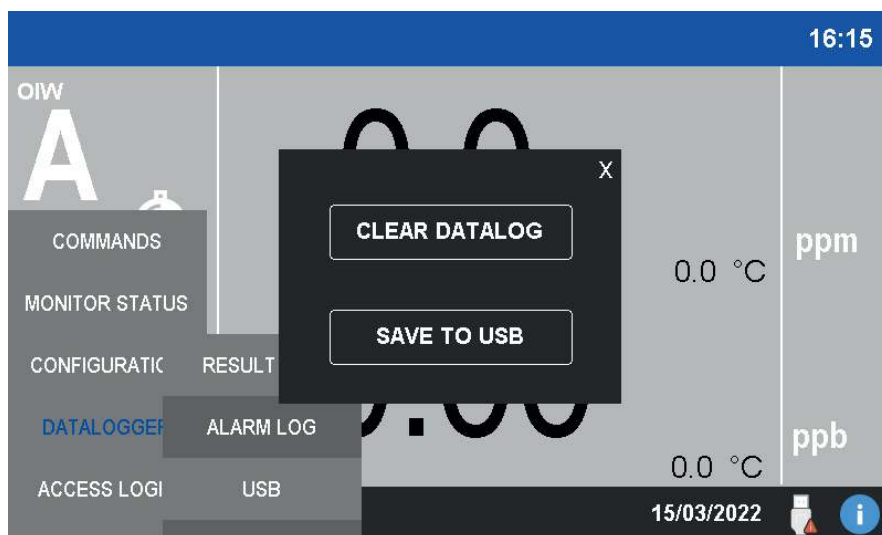 16:15
OIW
A
X
CLEAR DATALOG
SAVE TO USB
ppm
0.0 °C
ppb
0.0 °C
COMMANDS
MONITOR STATUS
CONFIGURATIC
DATALOGGEF
ACCESS LOGI
RESULT
ALARM LOG
USB
15/03/2022
i